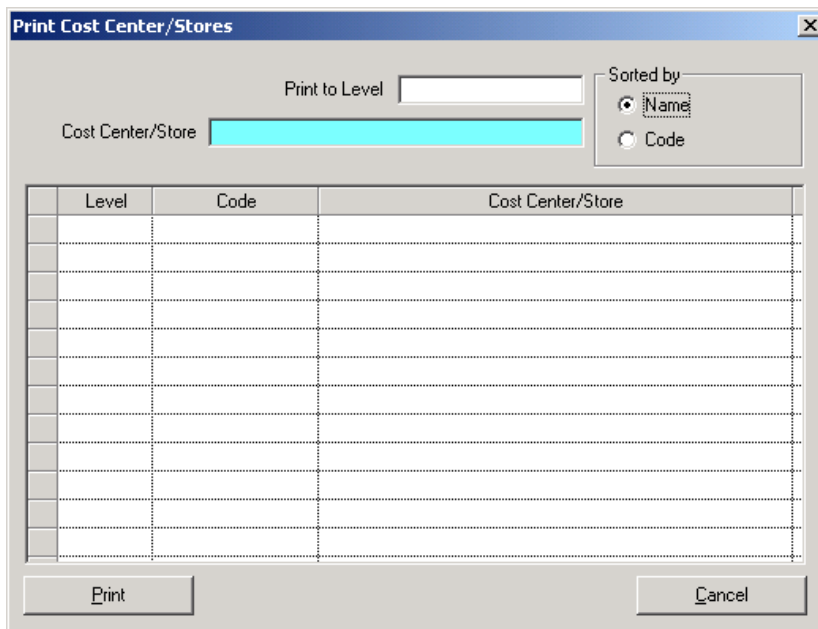 Print Cost Center/Stores
Print to Level
Sorted by
Name
Cost Center/Store
Code
Level Code Cost Center/Store
Print Cancel